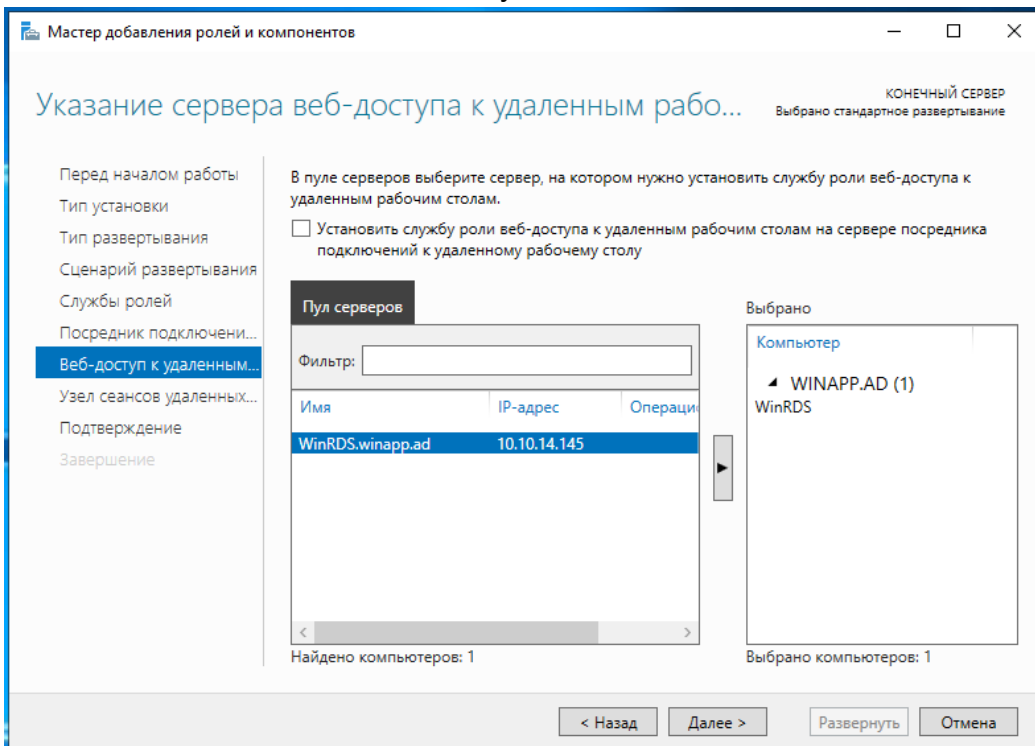 Мастер добавления ролей и компонентов
Указание сервера веб-доступа к удаленным рабо...
КОНЕЧНЫЙ СЕРВЕР
Выбрано стандартное развертывание
Перед началом работы
Тип установки
Тип развертывания
Сценарий развертывания
Службы ролей
Посредник подключени...
Веб-доступ к удаленным...
Узел сеансов удаленных...
Подтверждение
Завершение
В пуле серверов выберите сервер, на котором нужно установить службу роли веб-доступа к
удаленным рабочим столам.
Установить службу роли веб-доступа к удаленным рабочим столам на сервере посредника
подключений к удаленному рабочему столу
Пул серверов
Фильтр:
Имя IP-адрес Операци
WinRDS.winapp.ad 10.10.14.145
Найдено компьютеров: 1
Выбрано
Компьютер
WINAPP.AD (1)
WinRDS
Выбрано компьютеров: 1
< Назад Далее > Развернуть Отмена